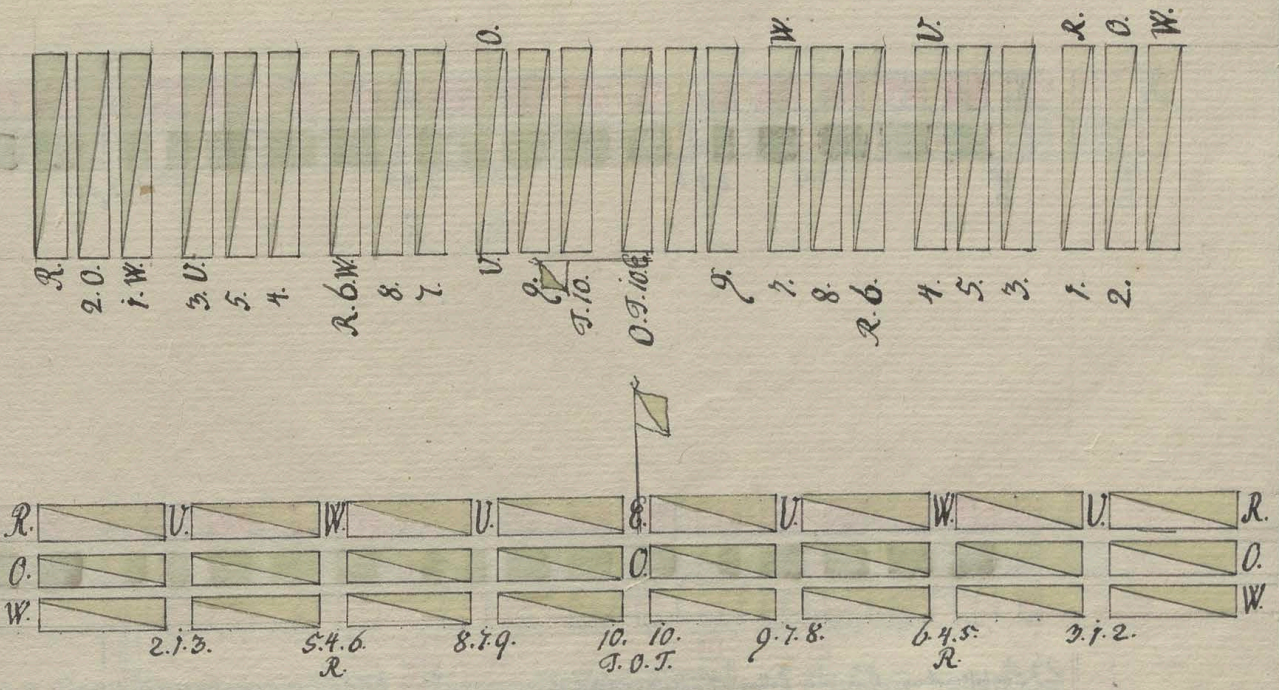 O. W. U. R. O. W.
R. 2. O. 1. W. 3. U. 5. 4. R. 6. W. 8. 7. U. 9. T. 10. O. T. 10. 9. 7. 8. R. 6. 4. 5. 3. 1. 2.
R. U. W. U. C. U. W. U. R.
O. O. O.
W. W.
2. 1. 3. 5. 4. 6. 8. 7. 9. 10. 10. 9. 7. 8. 6. 4. 5. 3. 1. 2.
R. T. O. T. R.